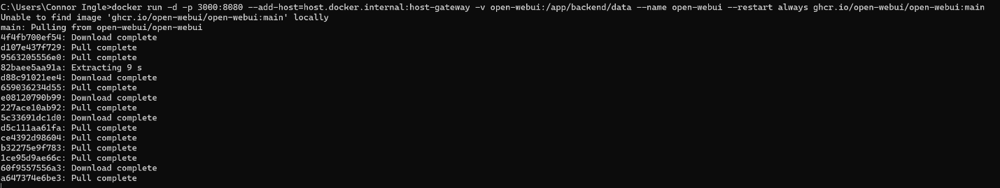 C:\Users\Connor Ingle>docker run -d -p 3000:8080 --add-host=host.docker.internal:host-gateway -v open-webui:/app/backend/data --name open-webui --restart always ghcr.io/open-webui/open-webui:main
Unable to find image 'ghcr.io/open-webui/open-webui:main' locally
main: Pulling from open-webui/open-webui
4f4fb700ef54: Download complete
d107e437f729: Pull complete
9563205556e0: Pull complete
82baee5aa91a: Extracting 9 s
d88c91021ee4: Download complete
659036234d55: Pull complete
e08120790b99: Download complete
227ace10ab92: Pull complete
5c33691dc1d0: Download complete
d5c111aa61fa: Pull complete
ce4392d98604: Pull complete
b32275e9f783: Pull complete
1ce95d9ae66c: Pull complete
60f9557556a3: Download complete
a647374e6be3: Pull complete